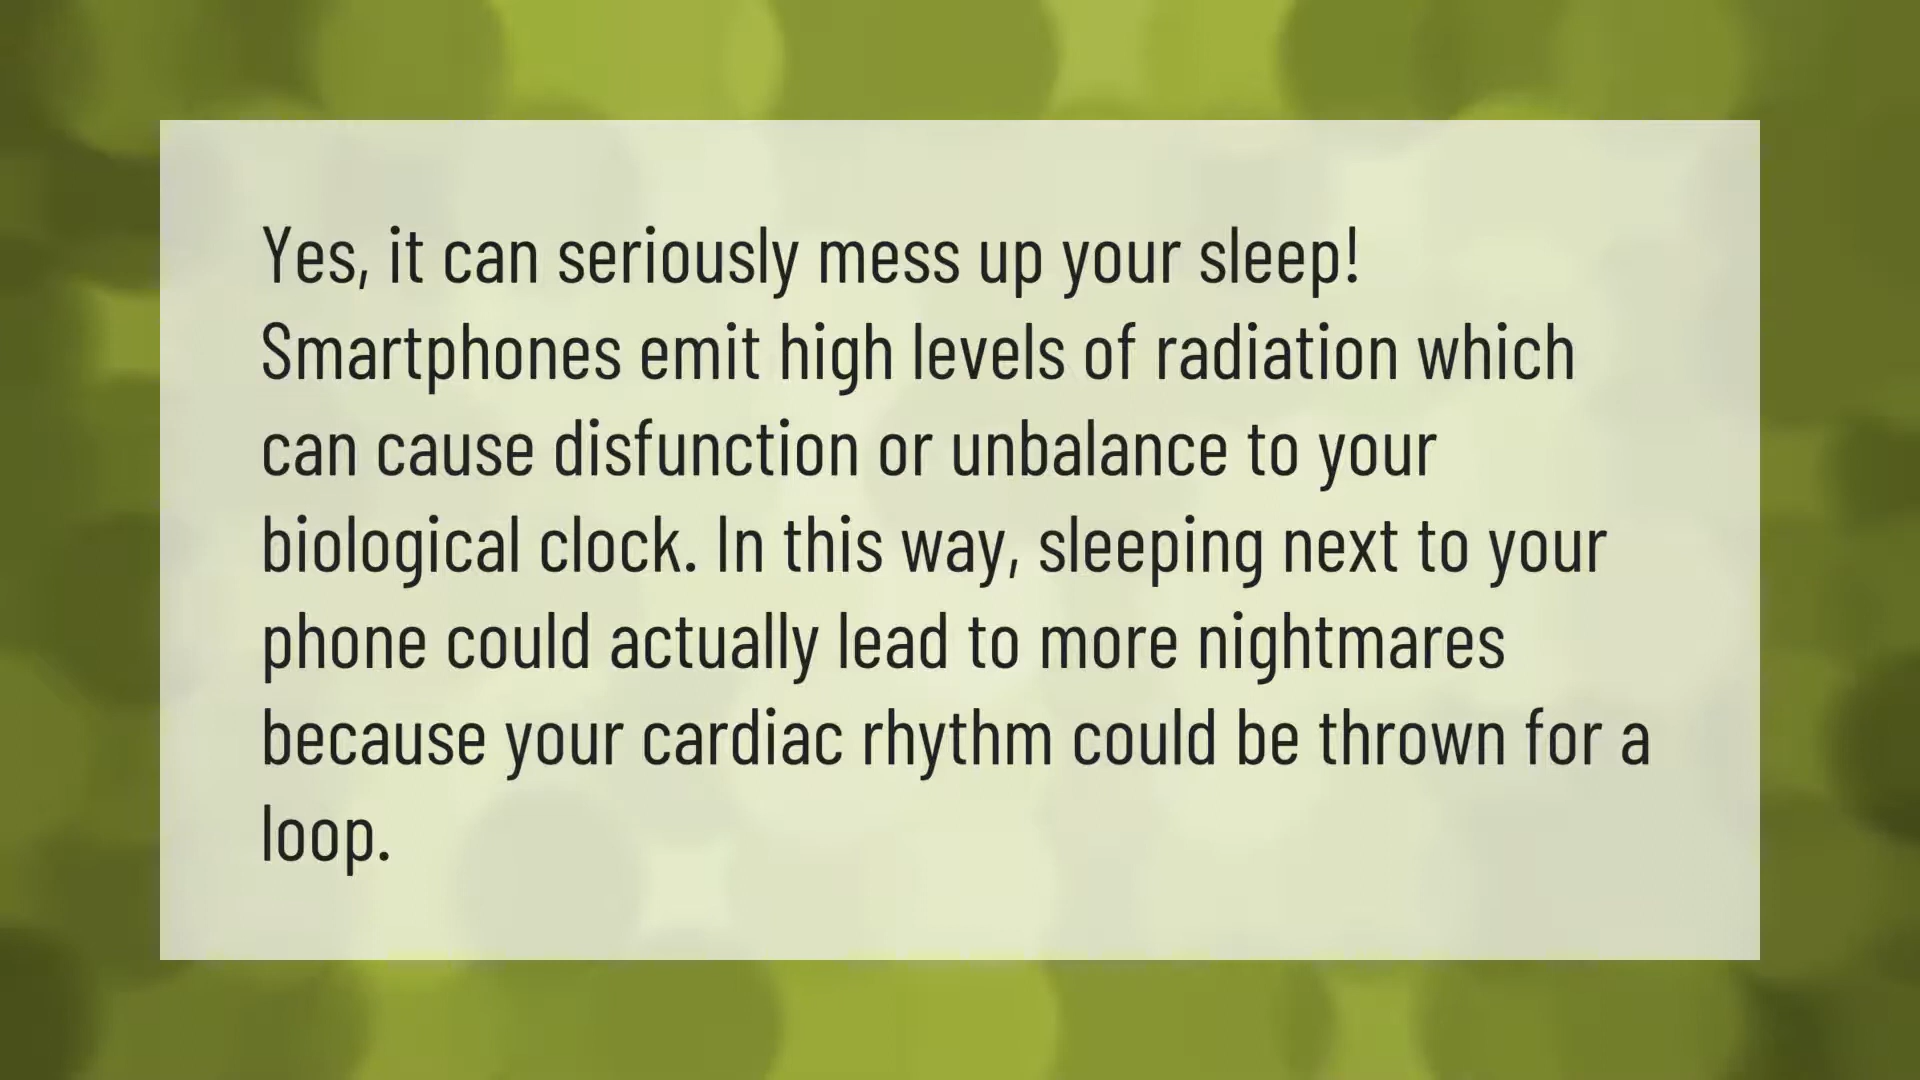 Yes, it can seriously mess up your sleep!
Smartphones emit high levels of radiation which
can cause disfunction or unbalance to your
biological clock. In this way, sleeping next to your
phone could actually lead to more nightmares
because your cardiac rhythm could be thrown for a
loop.